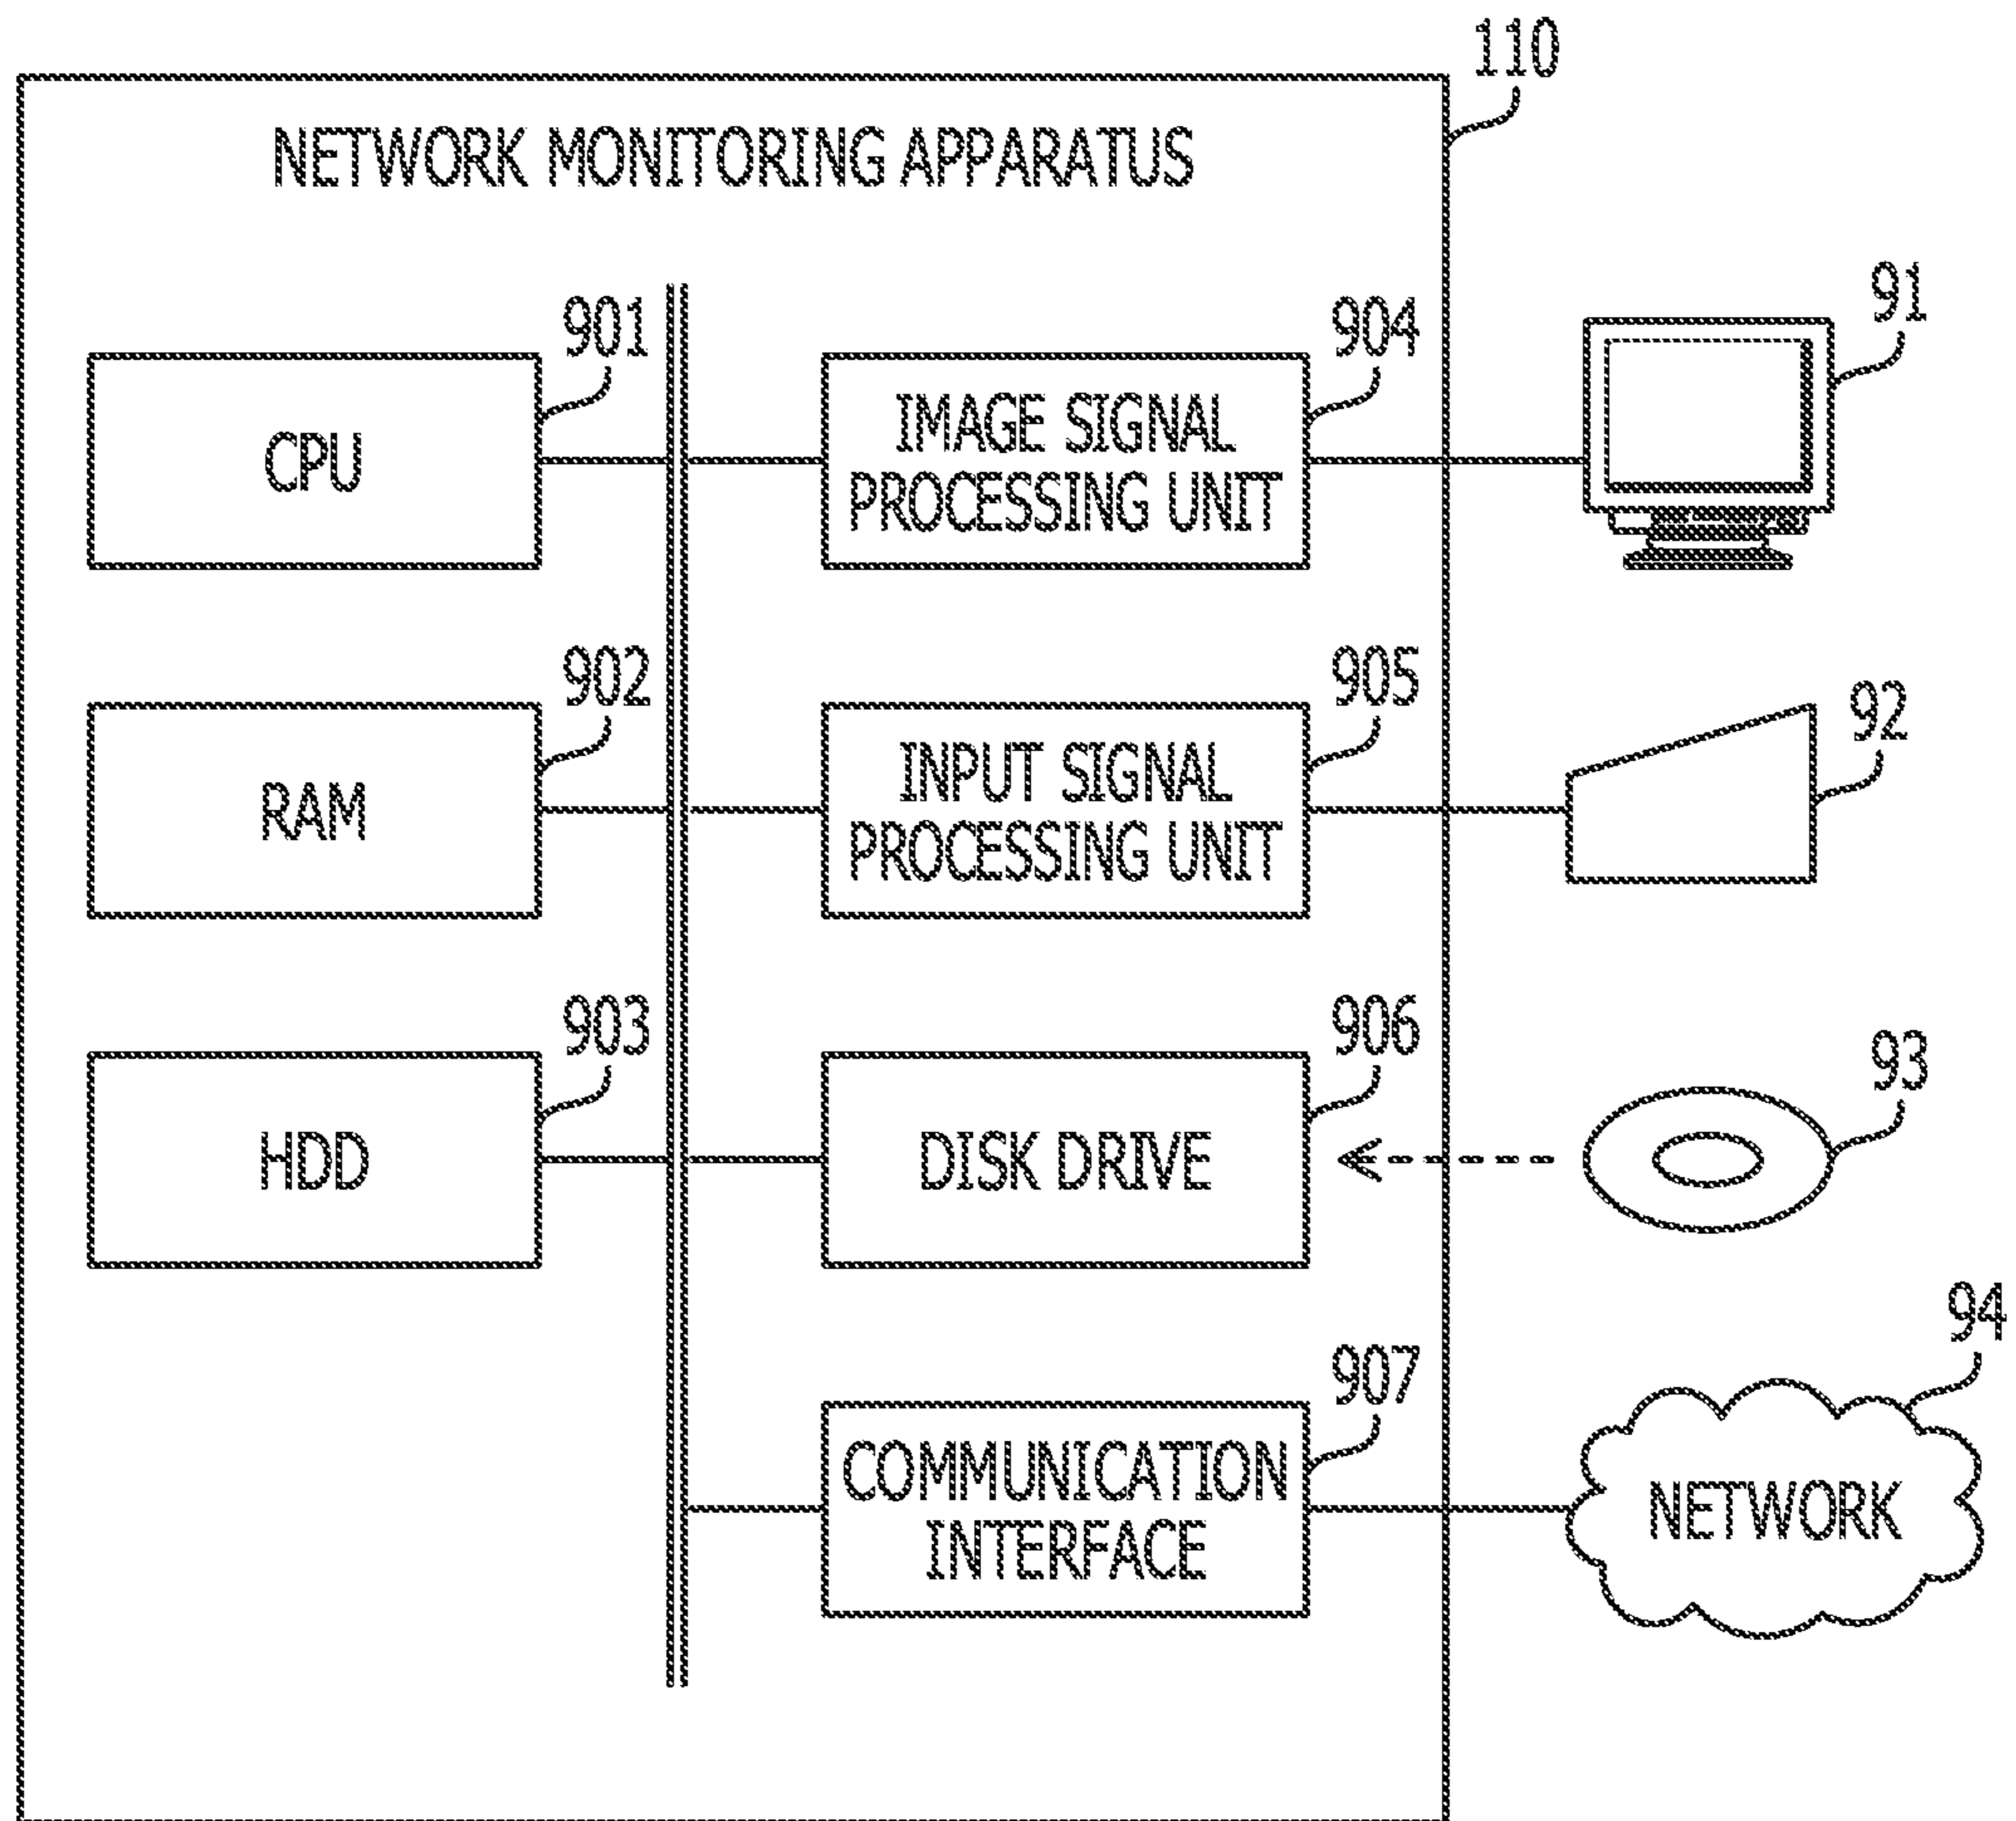 110
NETWORK MONITORING APPARATUS
901
904
91
CPU
IMAGE SIGNAL
PROCESSING UNIT
902
905
92
RAM
INPUT SIGNAL
PROCESSING UNIT
903
906
93
HDD
DISK DRIVE
94
907
COMMUNICATION
INTERFACE
NETWORK